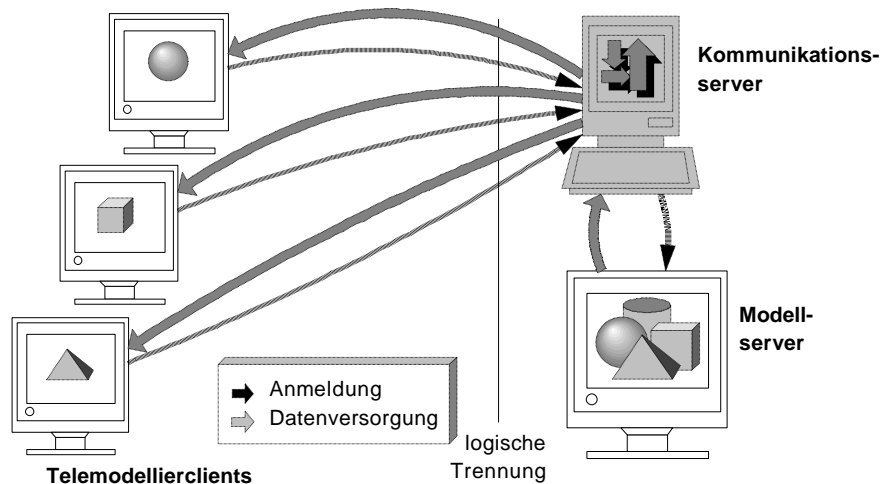 Kommunikations-
server
Modell-
server
Anmeldung
Datenversorgung
logische
Trennung
Telemodellierclients